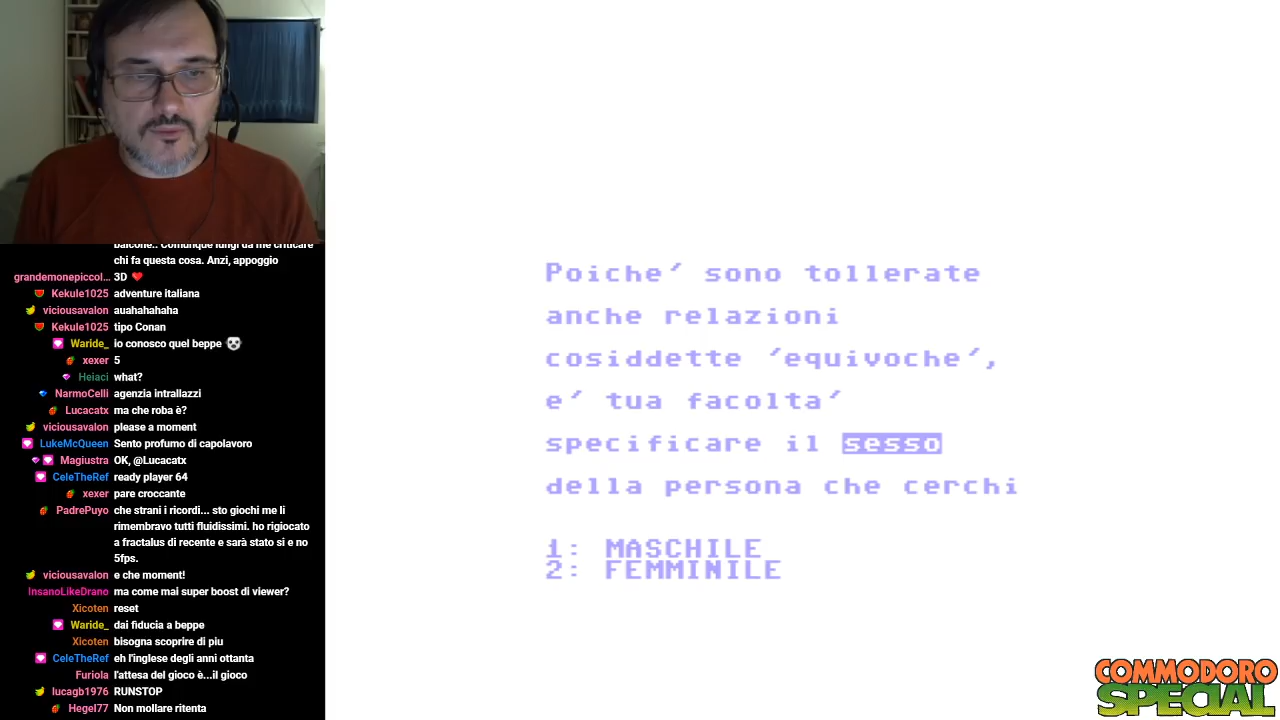 balcone.. Comunque lungi da me criticare
chi fa questa cosa. Anzi, appoggio
grandemonepiccol... 3D ❤️
Kekule1025 adventure italiana
viciousavalon auahahahaha
Kekule1025 tipo Conan
Waride_ io conosco quel beppe
xexer 5
Heiaci what?
NarmoCelli agenzia intrallazzi
Lucacatx ma che roba è?
viciousavalon please a moment
LukeMcQueen Sento profumo di capolavoro
Magiustra OK, @Lucacatx
CeleTheRef ready player 64
xexer pare croccante
PadrePuyo che strani i ricordi... sto giochi me li
rimembravo tutti fluidissimi. ho rigiocato
a fractalus di recente e sarà stato si e no
5fps.
viciousavalon e che moment!
InsanoLikeDrano ma come mai super boost di viewer?
Xicoten reset
Waride_ dai fiducia a beppe
Xicoten bisogna scoprire di piu
CeleTheRef eh l'inglese degli anni ottanta
Furiola l'attesa del gioco è...il gioco
lucagb1976 RUNSTOP
Hegel77 Non mollare ritenta
Poiche' sono tollerate
anche relazioni
cosiddette 'equivoche',
e' tua facolta'
specificare il sesso
della persona che cerchi
1: MASCHILE
2: FEMMINILE
COMMODORO
SPECIAL